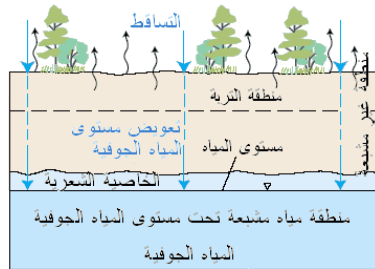 التساقط
منطقة غير مشبعة
منطقة التربة
تعويض مستوى
المياه الجوفية
مستوى المياه
الخاصية الشعرية
منطقة مياه مشبعة تحت مستوى المياه الجوفية
المياه الجوفية